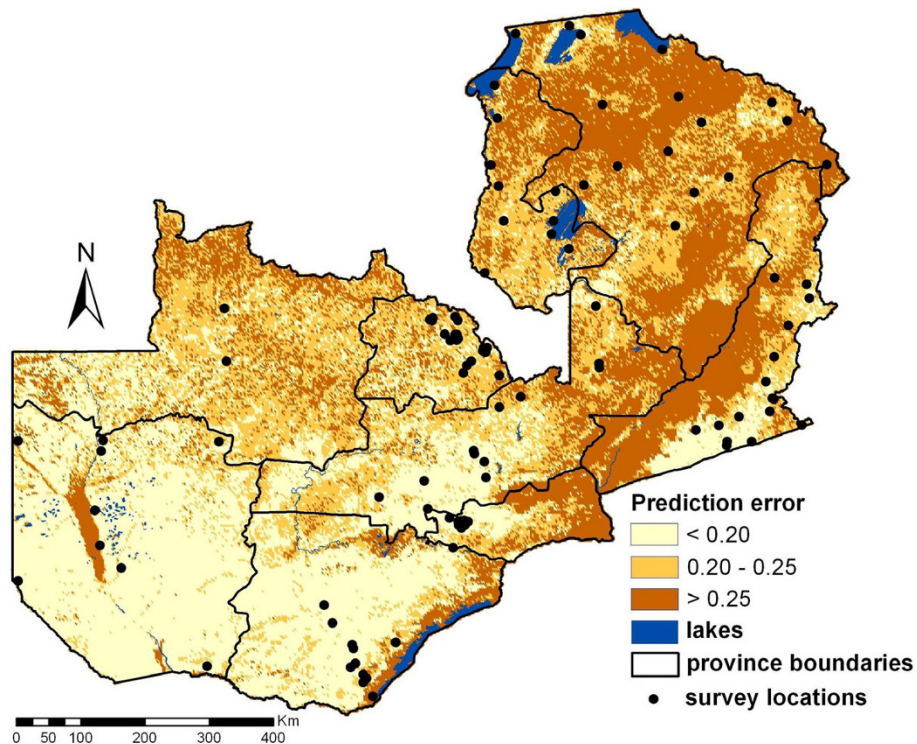 N
Prediction error
< 0.20
0.20 - 0.25
> 0.25
lakes
province boundaries
survey locations
Km
0 50 100 200 300 400